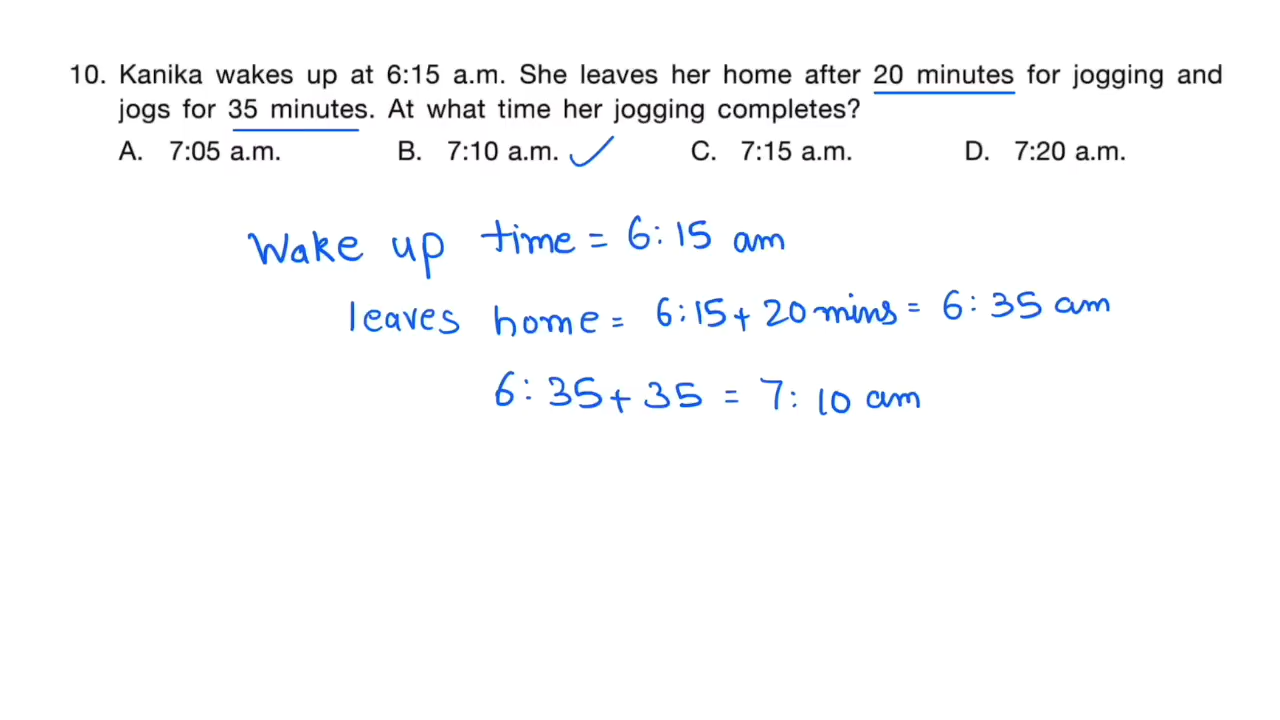 10. Kanika wakes up at 6:15 a.m. She leaves her home after 20 minutes for jogging and
jogs for 35 minutes. At what time her jogging completes?
A. 7:05 a.m. B. 7:10 a.m. ✓ C. 7:15 a.m. D. 7:20 a.m.
Wake up time = 6:15 am
leaves home = 6:15 + 20 mins = 6:35 am
6:35 + 35 = 7:10 am